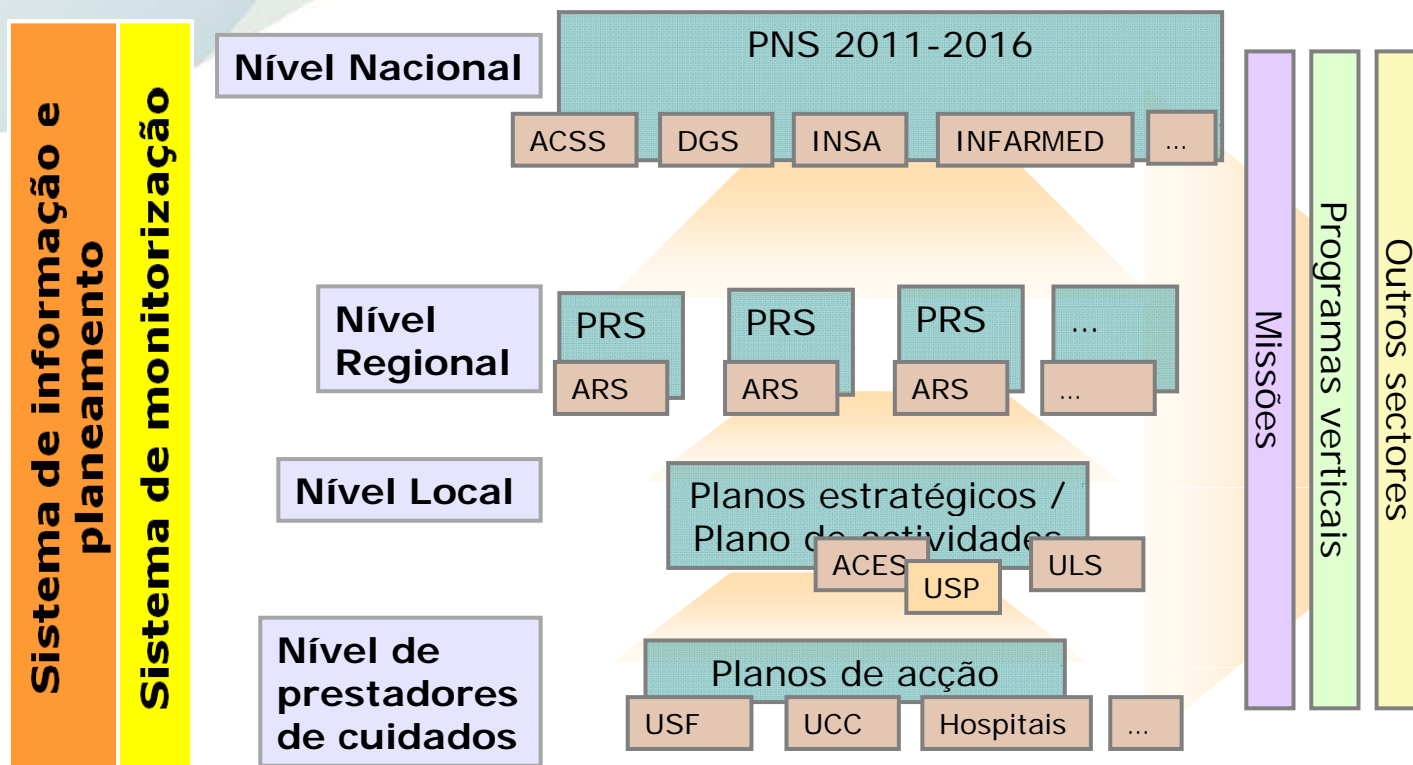 Sistema de informação e
planeamento
Sistema de monitorização
Nível Nacional
PNS 2011-2016
ACSS
DGS
INSA
INFARMED
...
Nível
Regional
PRS
PRS
PRS
...
ARS
ARS
ARS
...
Nível Local
Planos estratégicos /
Plano de actividades
ACES
USP
ULS
Nível de
prestadores
de cuidados
Planos de acção
USF
UCC
Hospitais
...
Missões
Programas verticais
Outros sectores